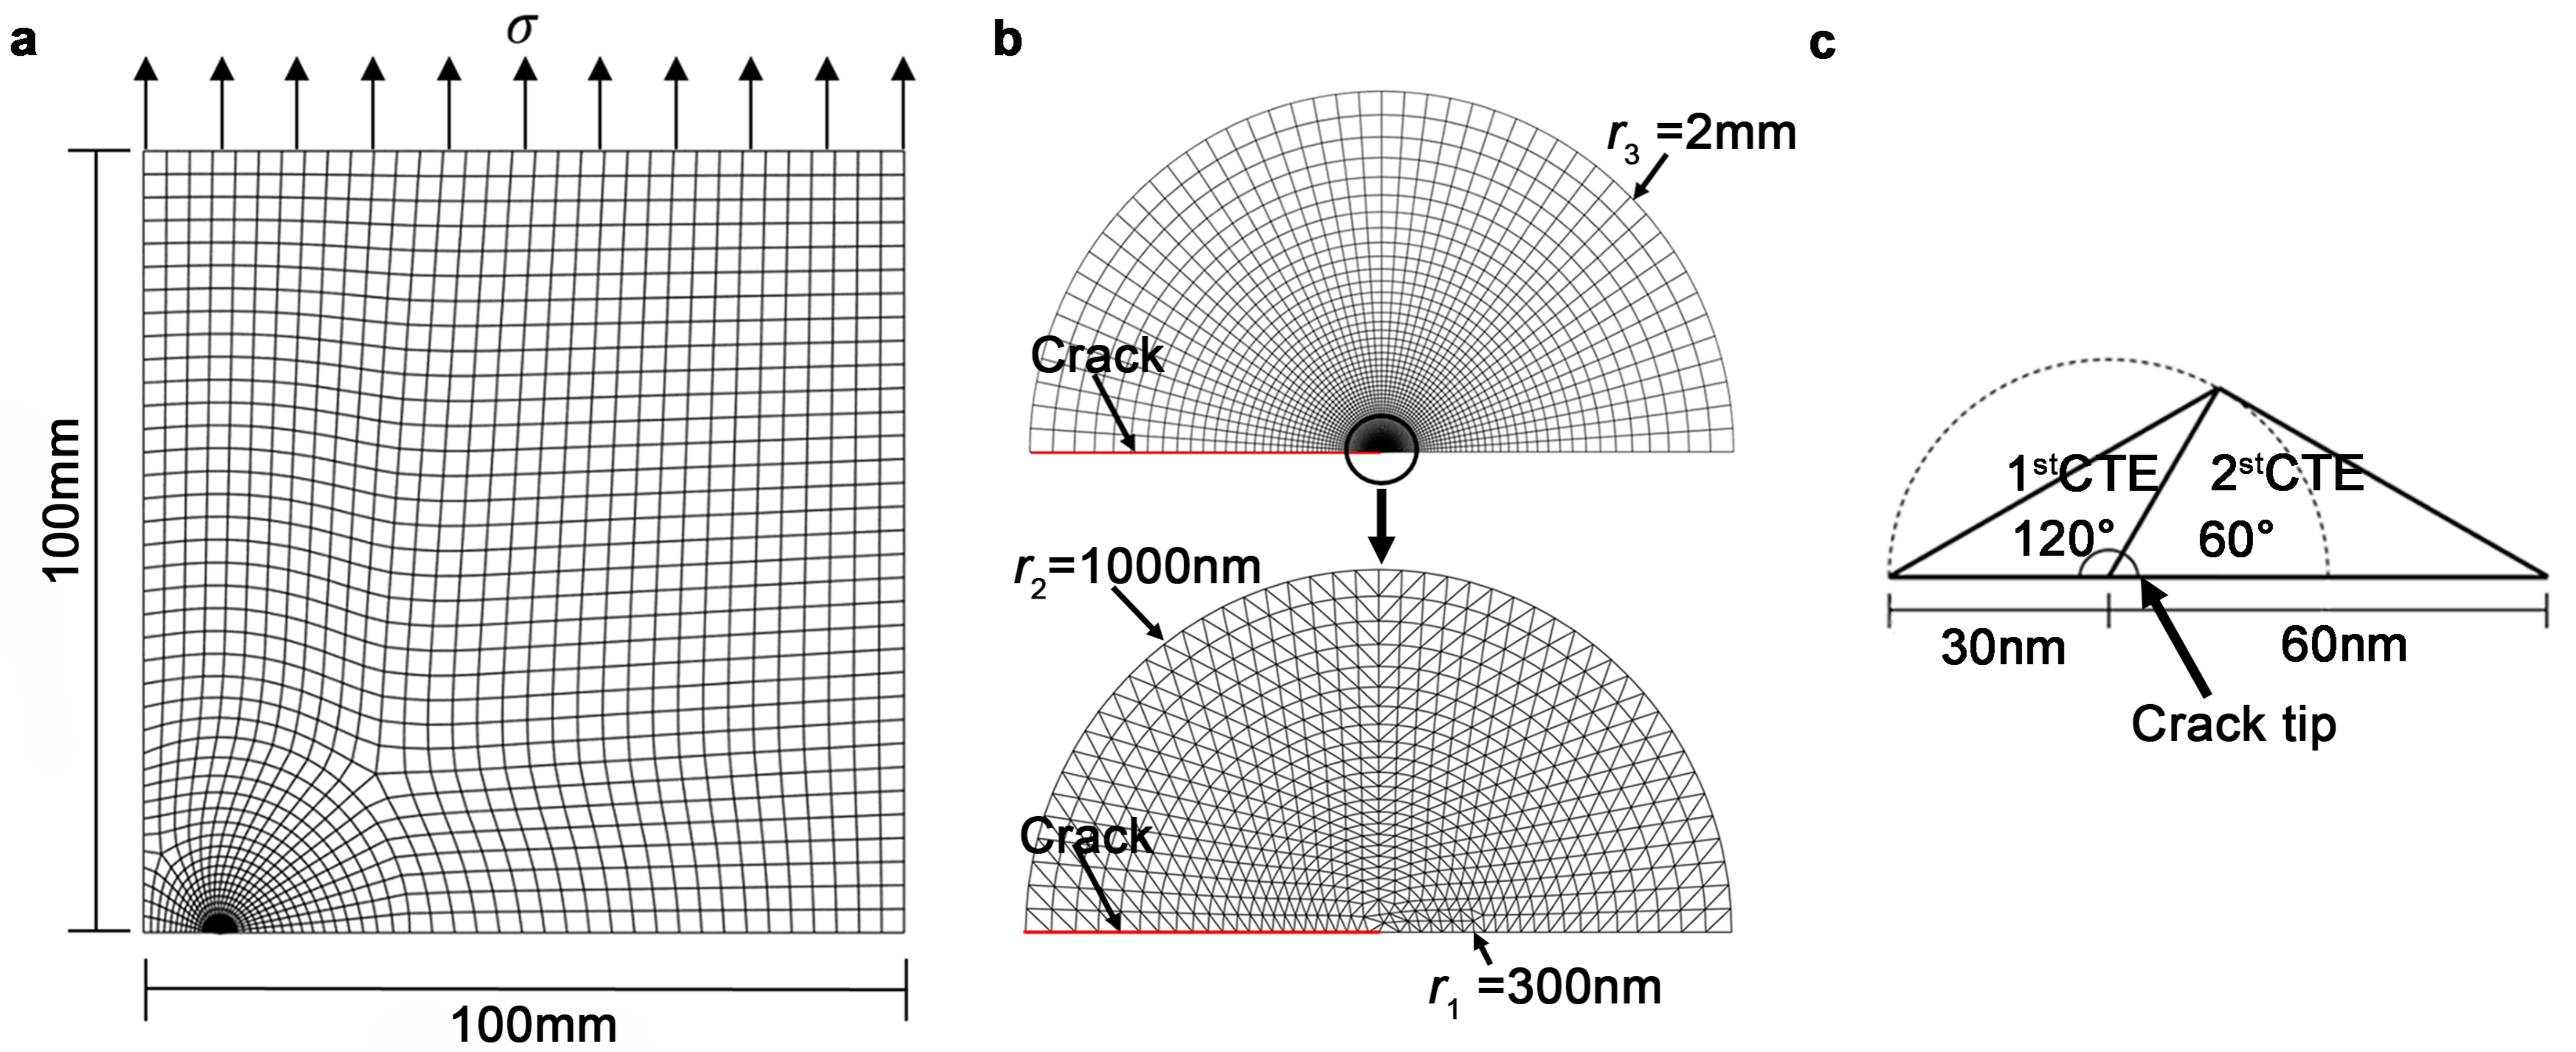 a
σ
100mm
100mm
b
r3 =2mm
Crack
r2=1000nm
Crack
r1 =300nm
c
1stCTE 2stCTE
120° 60°
30nm 60nm
Crack tip